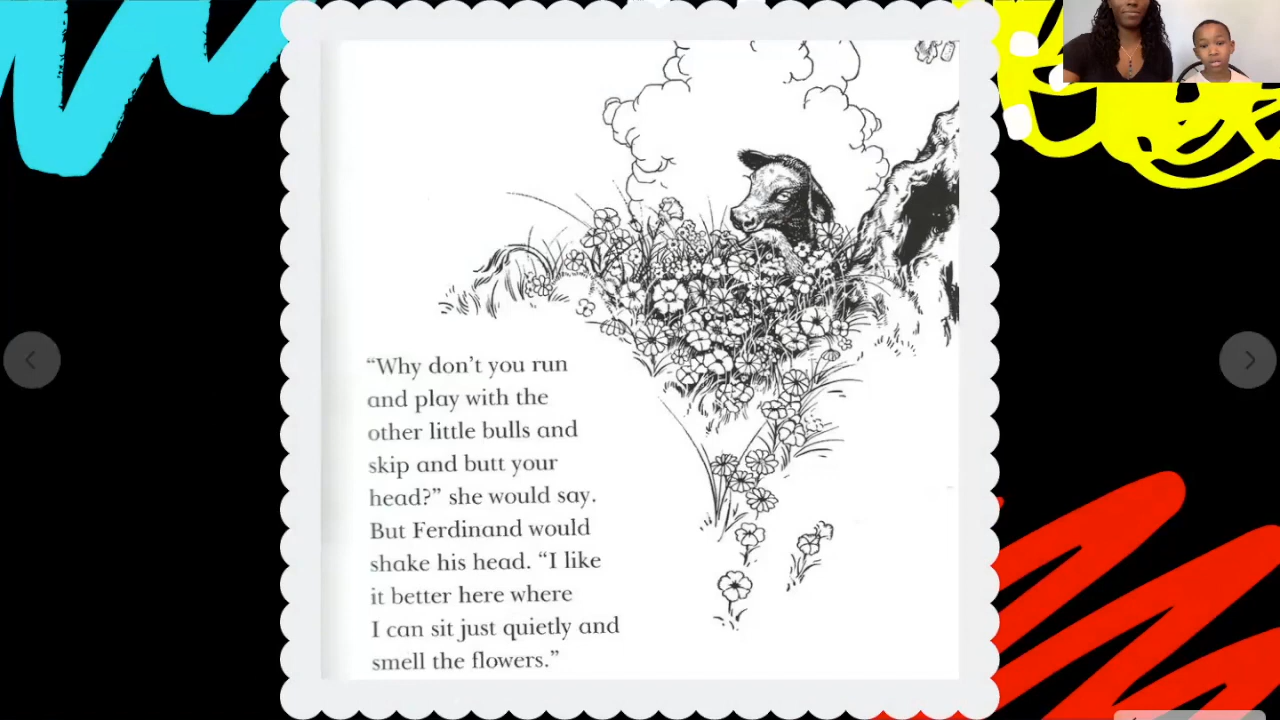 “Why don’t you run
and play with the
other little bulls and
skip and butt your
head?” she would say.
But Ferdinand would
shake his head. “I like
it better here where
I can sit just quietly and
smell the flowers.”